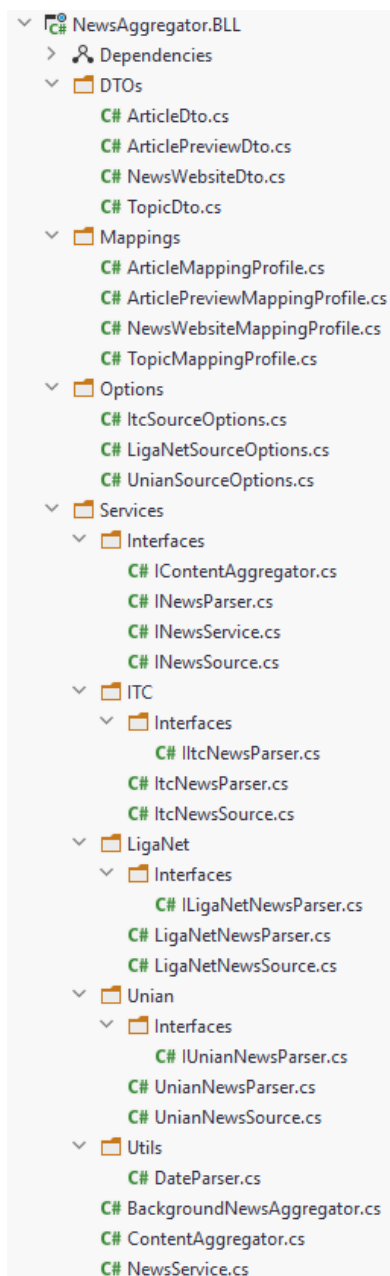 NewsAggregator.BLL
Dependencies
DTOs
C# ArticleDto.cs
C# ArticlePreviewDto.cs
C# NewsWebsiteDto.cs
C# TopicDto.cs
Mappings
C# ArticleMappingProfile.cs
C# ArticlePreviewMappingProfile.cs
C# NewsWebsiteMappingProfile.cs
C# TopicMappingProfile.cs
Options
C# ItcSourceOptions.cs
C# LigaNetSourceOptions.cs
C# UnianSourceOptions.cs
Services
Interfaces
C# IContentAggregator.cs
C# INewsParser.cs
C# INewsService.cs
C# INewsSource.cs
ITC
Interfaces
C# IItcNewsParser.cs
C# ItcNewsParser.cs
C# ItcNewsSource.cs
LigaNet
Interfaces
C# ILigaNetNewsParser.cs
C# LigaNetNewsParser.cs
C# LigaNetNewsSource.cs
Unian
Interfaces
C# IUnianNewsParser.cs
C# UnianNewsParser.cs
C# UnianNewsSource.cs
Utils
C# DateParser.cs
C# BackgroundNewsAggregator.cs
C# ContentAggregator.cs
C# NewsService.cs